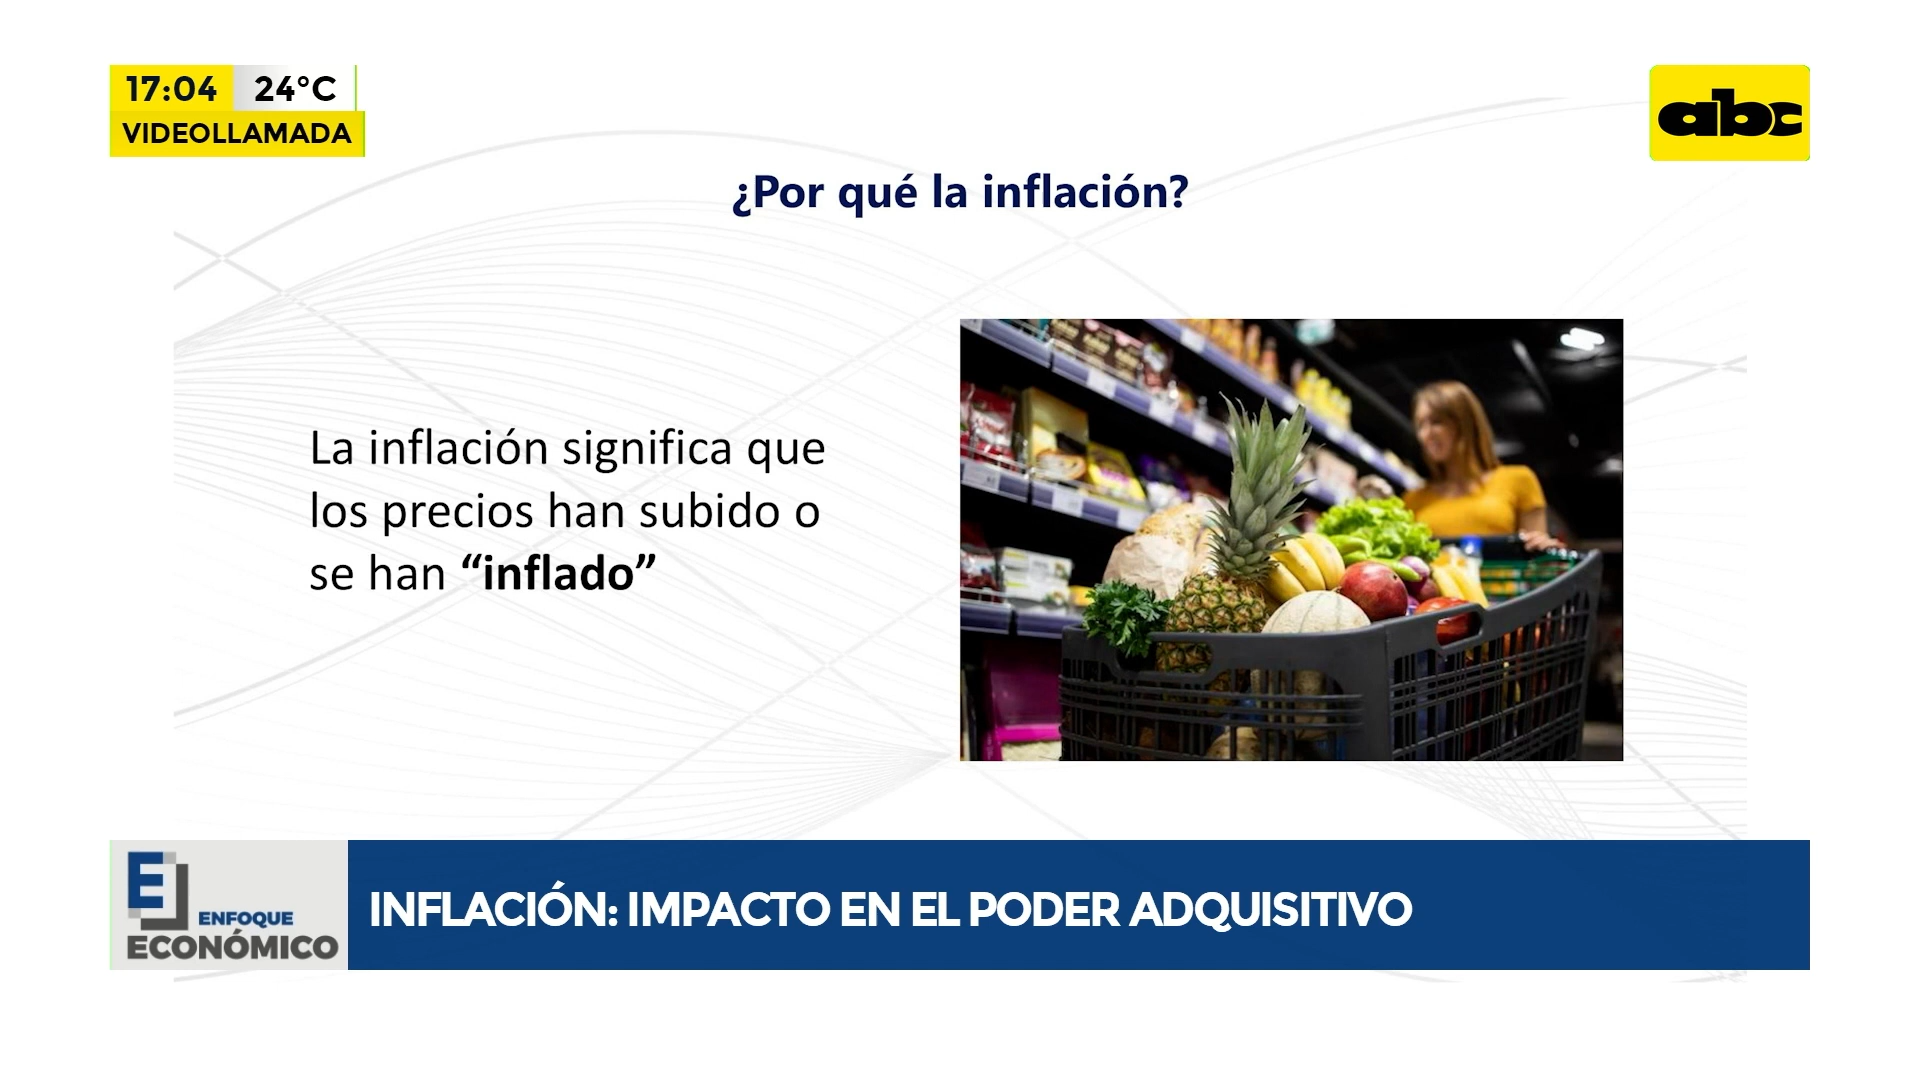 17:04 24°C
VIDEOLLAMADA
abc
¿Por qué la inflación?
La inflación significa que
los precios han subido o
se han “inflado”
E
ENFOQUE
ECONÓMICO
INFLACIÓN: IMPACTO EN EL PODER ADQUISITIVO